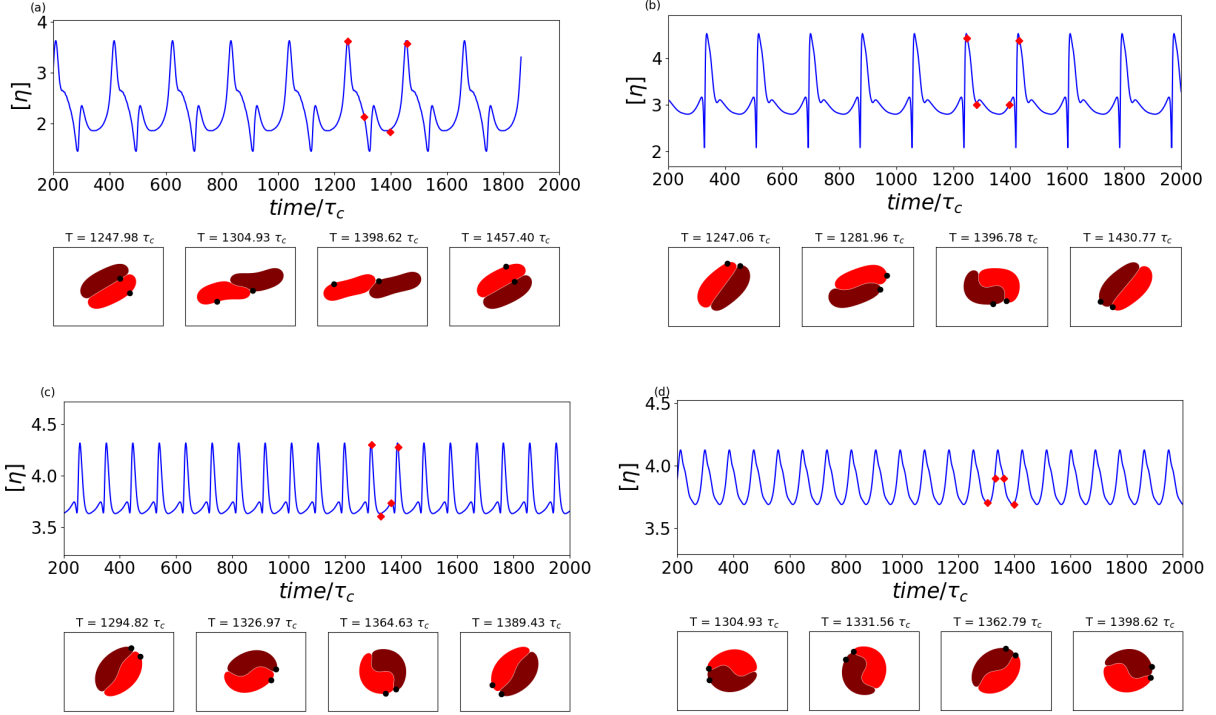 (a)
[η]
4
3
2
200 400 600 800 1000 1200 1400 1600 1800 2000
time/τc
T = 1247.98 τc T = 1304.93 τc T = 1398.62 τc T = 1457.40 τc
(b)
[η]
4
3
2
200 400 600 800 1000 1200 1400 1600 1800 2000
time/τc
T = 1247.06 τc T = 1281.96 τc T = 1396.78 τc T = 1430.77 τc
(c)
[η]
4.5
4.0
3.5
200 400 600 800 1000 1200 1400 1600 1800 2000
time/τc
T = 1294.82 τc T = 1326.97 τc T = 1364.63 τc T = 1389.43 τc
(d)
[η]
4.5
4.0
3.5
200 400 600 800 1000 1200 1400 1600 1800 2000
time/τc
T = 1304.93 τc T = 1331.56 τc T = 1362.79 τc T = 1398.62 τc